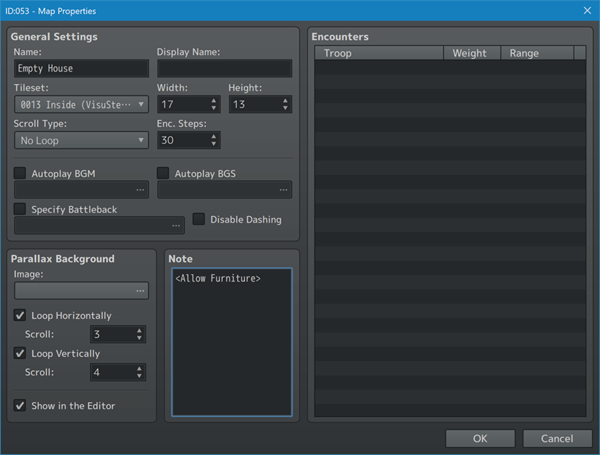 ID:053 - Map Properties
General Settings
Name:
Display Name:
Empty House
Tileset:
Width:
Height:
0013 Inside (VisuSte…
17
13
Scroll Type:
Enc. Steps:
No Loop
30
Autoplay BGM
Autoplay BGS
...
...
Specify Battleback
...
Disable Dashing
Parallax Background
Image:
...
Loop Horizontally
Scroll:
3
Loop Vertically
Scroll:
4
Show in the Editor
Note
<Allow Furniture>
Encounters
Troop
Weight
Range
OK
Cancel